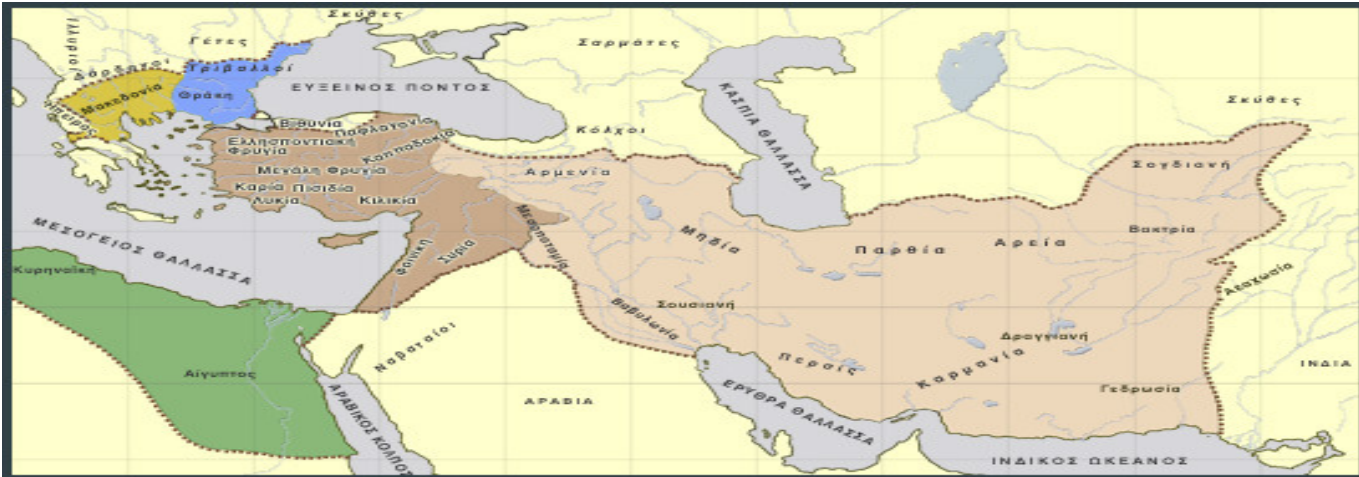 Σκύθες
Ιλλυριοί
Γέτες
Σαρμάτες
Δάρδανοι
Τριβαλλοί
Μακεδονία
Θράκη
ΕΥΞΕΙΝΟΣ ΠΟΝΤΟΣ
ΚΑΣΠΙΑ ΘΑΛΑΣΣΑ
Σκύθες
Ήπειρος
Βιθυνία
Παφλαγονία
Κόλχοι
Ελλησποντιακή
Φρυγία
Καππαδοκία
Σογδιανή
Μεγάλη Φρυγία
Αρμενία
Καρία
Πισιδία
Λυκία
Κιλικία
ΜΕΣΟΓΕΙΟΣ ΘΑΛΑΣΣΑ
Μεσοποταμία
Μηδία
Παρθία
Αρεία
Βακτρία
Κυρηναϊκή
Φοινίκη
Συρία
Αραχωσία
Σουσιανή
Βαβυλωνία
Δραγγιανή
Ναβαταίοι
Περσίς
Καρμανία
ΙΝΔΙΑ
Αίγυπτος
Γεδρωσία
ΑΡΑΒΙΑ
ΑΡΑΒΙΚΟΣ ΚΟΛΠΟΣ
ΕΡΥΘΡΑ ΘΑΛΑΣΣΑ
ΙΝΔΙΚΟΣ ΩΚΕΑΝΟΣ